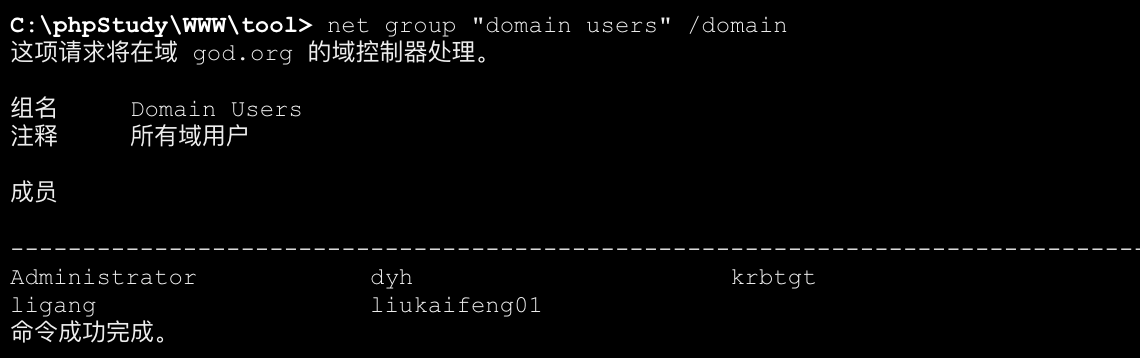 C:\phpStudy\WWW\tool> net group "domain users" /domain
这项请求将在域 god.org 的域控制器处理。
组名     Domain Users
注释     所有域用户
成员
-------------------------------------------------------------------------------
Administrator            dyh                      krbtgt
ligang                   liukaifeng01
命令成功完成。